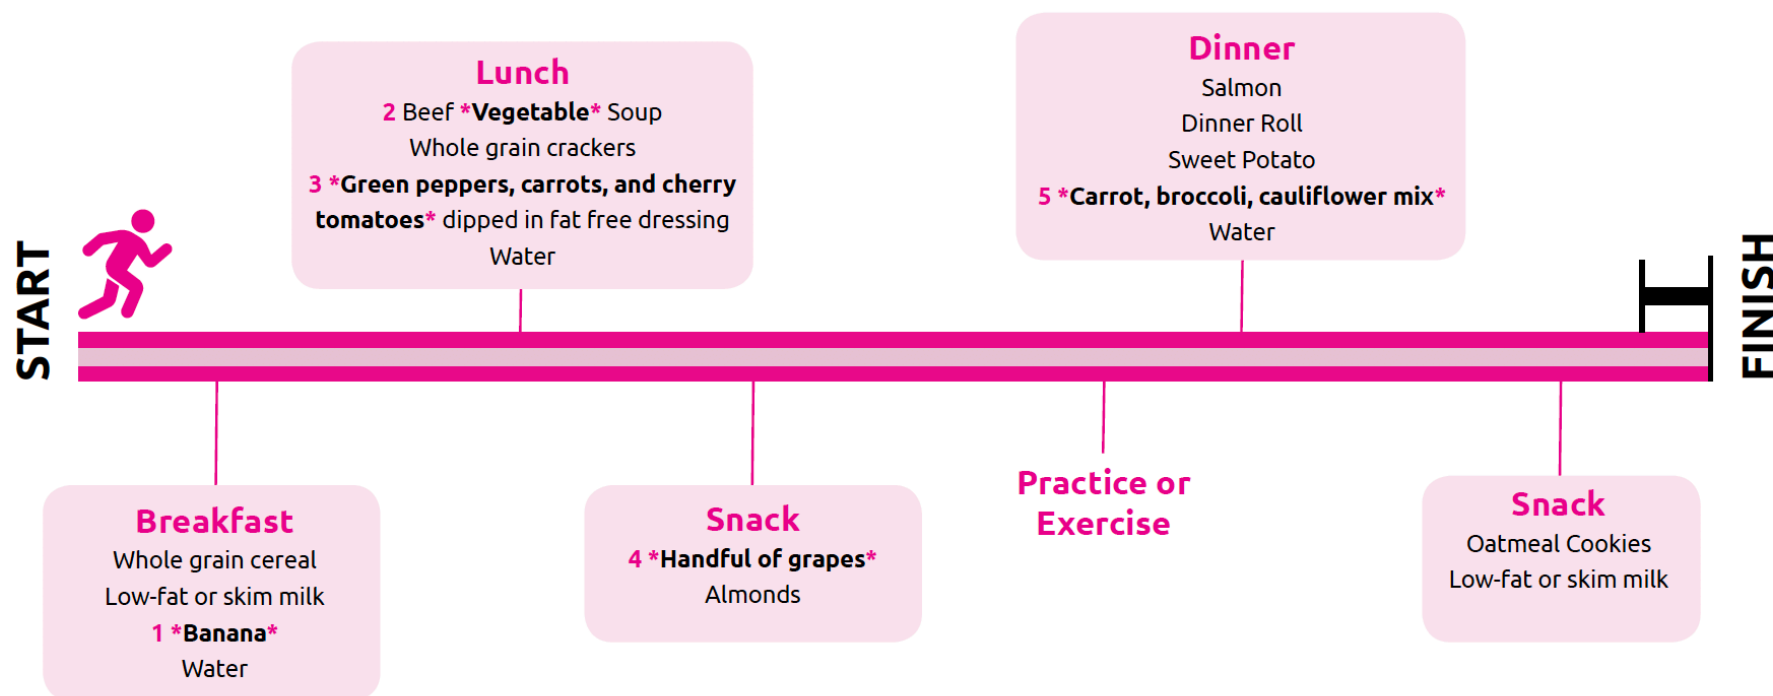 START
Breakfast
Whole grain cereal
Low-fat or skim milk
1 *Banana*
Water
Lunch
2 Beef *Vegetable* Soup
Whole grain crackers
3 *Green peppers, carrots, and cherry
tomatoes* dipped in fat free dressing
Water
Snack
4 *Handful of grapes*
Almonds
Practice or
Exercise
Dinner
Salmon
Dinner Roll
Sweet Potato
5 *Carrot, broccoli, cauliflower mix*
Water
Snack
Oatmeal Cookies
Low-fat or skim milk
FINISH